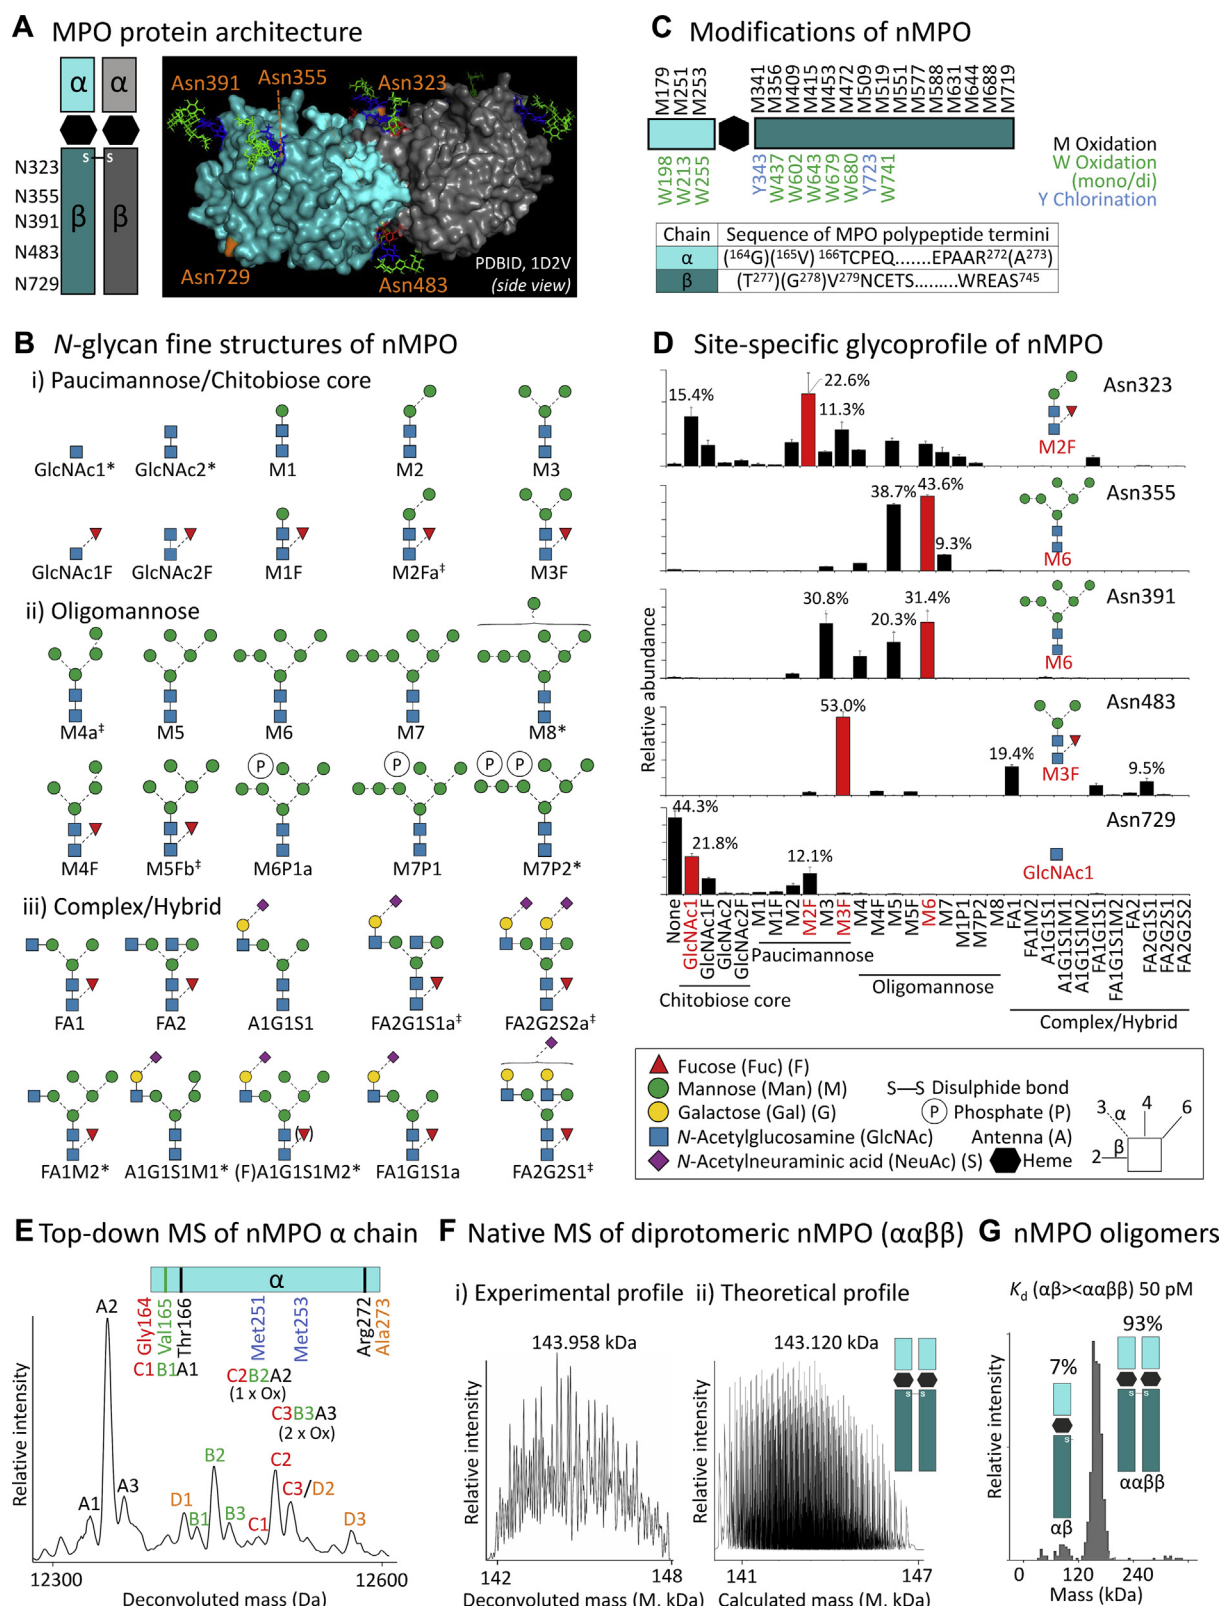 A MPO protein architecture
α α
S S
β β
N323
N355
N391
N483
N729
Asn391
Asn355
Asn323
Asn729
Asn483
PDBID, 1D2V
(side view)
C Modifications of nMPO
M179
M251
M253
M341
M356
M409
M415
M453
M472
M509
M519
M551
M577
M588
M631
M644
M688
M719
W198
W213
W255
Y343
W437
W602
W643
W679
W680
Y723
W741
M Oxidation
W Oxidation
(mono/di)
Y Chlorination
Chain Sequence of MPO polypeptide termini
α (¹⁶⁴G)(¹⁶⁵V) ¹⁶⁶TCPEQ.......EPAAR²⁷²(A²⁷³)
β (T²⁷⁷)(G²⁷⁸)V²⁷⁹NCETS.........WREAS⁷⁴⁵
B N-glycan fine structures of nMPO
i) Paucimannose/Chitobiose core
GlcNAc1* GlcNAc2* M1 M2 M3
GlcNAc1F GlcNAc2F M1F M2Fa‡ M3F
ii) Oligomannose
M4a‡ M5 M6 M7 M8*
P P P P
M4F M5Fb‡ M6P1a M7P1 M7P2*
iii) Complex/Hybrid
FA1 FA2 A1G1S1 FA2G1S1a‡ FA2G2S2a‡
FA1M2* A1G1S1M1* (F)A1G1S1M2* FA1G1S1a FA2G2S1‡
D Site-specific glycoprofile of nMPO
Relative abundance
15.4% 22.6% 11.3% M2F Asn323
38.7% 43.6% 9.3% M6 Asn355
30.8% 20.3% 31.4% M6 Asn391
53.0% 19.4% 9.5% M3F Asn483
44.3% 21.8% 12.1% GlcNAc1 Asn729
None
GlcNAc1
GlcNAc1F
GlcNAc2
GlcNAc2F
M1
M1F
M2
M2F
M3
M3F
M4
M4F
M5
M5F
M6
M7
M1P1
M7P2
M8
FA1
FA1M2
A1G1S1
A1G1S1M1
A1G1S1M2
FA1G1S1
FA1G1S1M2
FA2
FA2G1S1
FA2G2S1
FA2G2S2
Chitobiose core
Paucimannose
Oligomannose
Complex/Hybrid
Fucose (Fuc) (F)
Mannose (Man) (M)
Galactose (Gal) (G)
N-Acetylglucosamine (GlcNAc)
N-Acetylneuraminic acid (NeuAc) (S)
S—S Disulphide bond
P Phosphate (P)
Antenna (A)
Heme
3 α 4 6
β
2
E Top-down MS of nMPO α chain
α
Gly164
Val165
Thr166
Met251
Met253
Arg272
Ala273
C1B1A1
C2B2A2
(1 x Ox)
C3B3A3
(2 x Ox)
A1 A2 A3
D1 B1 B2 B3 C1 C2 C3/D2 D3
Relative intensity
12300 12600
Deconvoluted mass (Da)
F Native MS of diprotomeric nMPO (ααββ)
i) Experimental profile
143.958 kDa
Relative intensity
142 148
Deconvoluted mass (M, kDa)
ii) Theoretical profile
143.120 kDa
S S
Relative intensity
141 147
Calculated mass (M, kDa)
G nMPO oligomers
Kd (αβ><ααββ) 50 pM
93%
7%
S
S S
αβ
ααββ
Relative intensity
0 120 240
Mass (kDa)